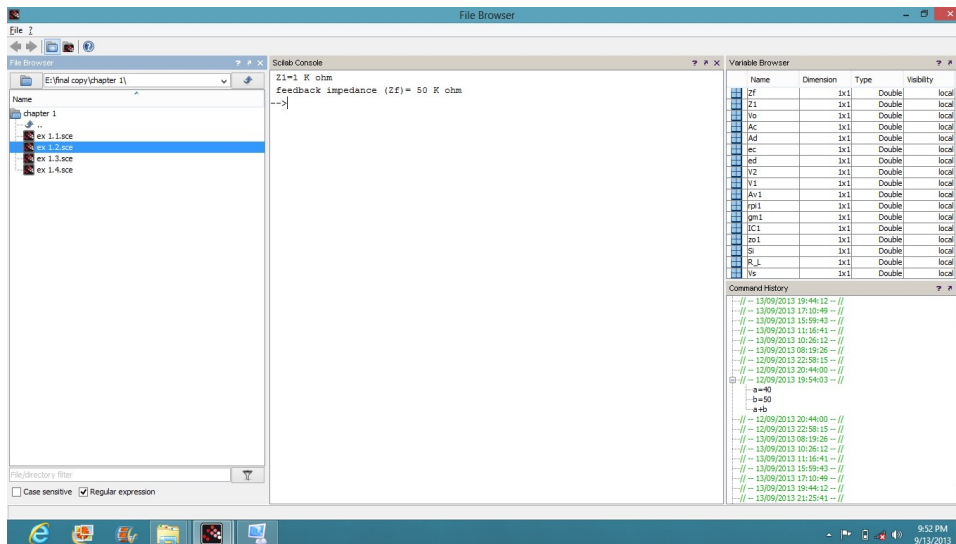 File Browser
File ?
File Browser ? x
E:\final copy\chapter 1\
Name
chapter 1
..
ex 1.1.sce
ex 1.2.sce
ex 1.3.sce
ex 1.4.sce
File/directory filter
Case sensitive Regular expression
Scilab Console ? x
Z1=1 K ohm
feedback impedance (Zf)= 50 K ohm
-->
Variable Browser ?
Name Dimension Type Visibility
Zf 1x1 Double local
Z1 1x1 Double local
Vo 1x1 Double local
Ac 1x1 Double local
Ad 1x1 Double local
ec 1x1 Double local
ed 1x1 Double local
V2 1x1 Double local
V1 1x1 Double local
Av1 1x1 Double local
rpi1 1x1 Double local
gm1 1x1 Double local
IC1 1x1 Double local
zo1 1x1 Double local
Si 1x1 Double local
R_L 1x1 Double local
Vs 1x1 Double local
Command History ?
// -- 13/09/2013 19:44:12 -- //
// -- 13/09/2013 17:10:49 -- //
// -- 13/09/2013 15:59:43 -- //
// -- 13/09/2013 11:16:41 -- //
// -- 13/09/2013 10:26:12 -- //
// -- 13/09/2013 08:19:26 -- //
// -- 12/09/2013 22:58:15 -- //
// -- 12/09/2013 20:44:00 -- //
// -- 12/09/2013 19:54:03 -- //
a=40
b=50
a+b
// -- 12/09/2013 20:44:00 -- //
// -- 12/09/2013 22:58:15 -- //
// -- 13/09/2013 08:19:26 -- //
// -- 13/09/2013 10:26:12 -- //
// -- 13/09/2013 11:16:41 -- //
// -- 13/09/2013 15:59:43 -- //
// -- 13/09/2013 17:10:49 -- //
// -- 13/09/2013 19:44:12 -- //
// -- 13/09/2013 21:25:41 -- //
9:52 PM
9/13/2013